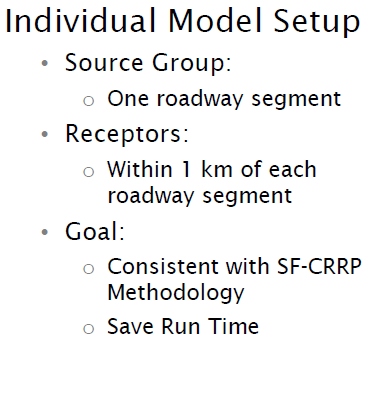 Individual Model Setup
• Source Group:
o One roadway segment
• Receptors:
o Within 1 km of each
roadway segment
• Goal:
o Consistent with SF-CRRP
Methodology
o Save Run Time